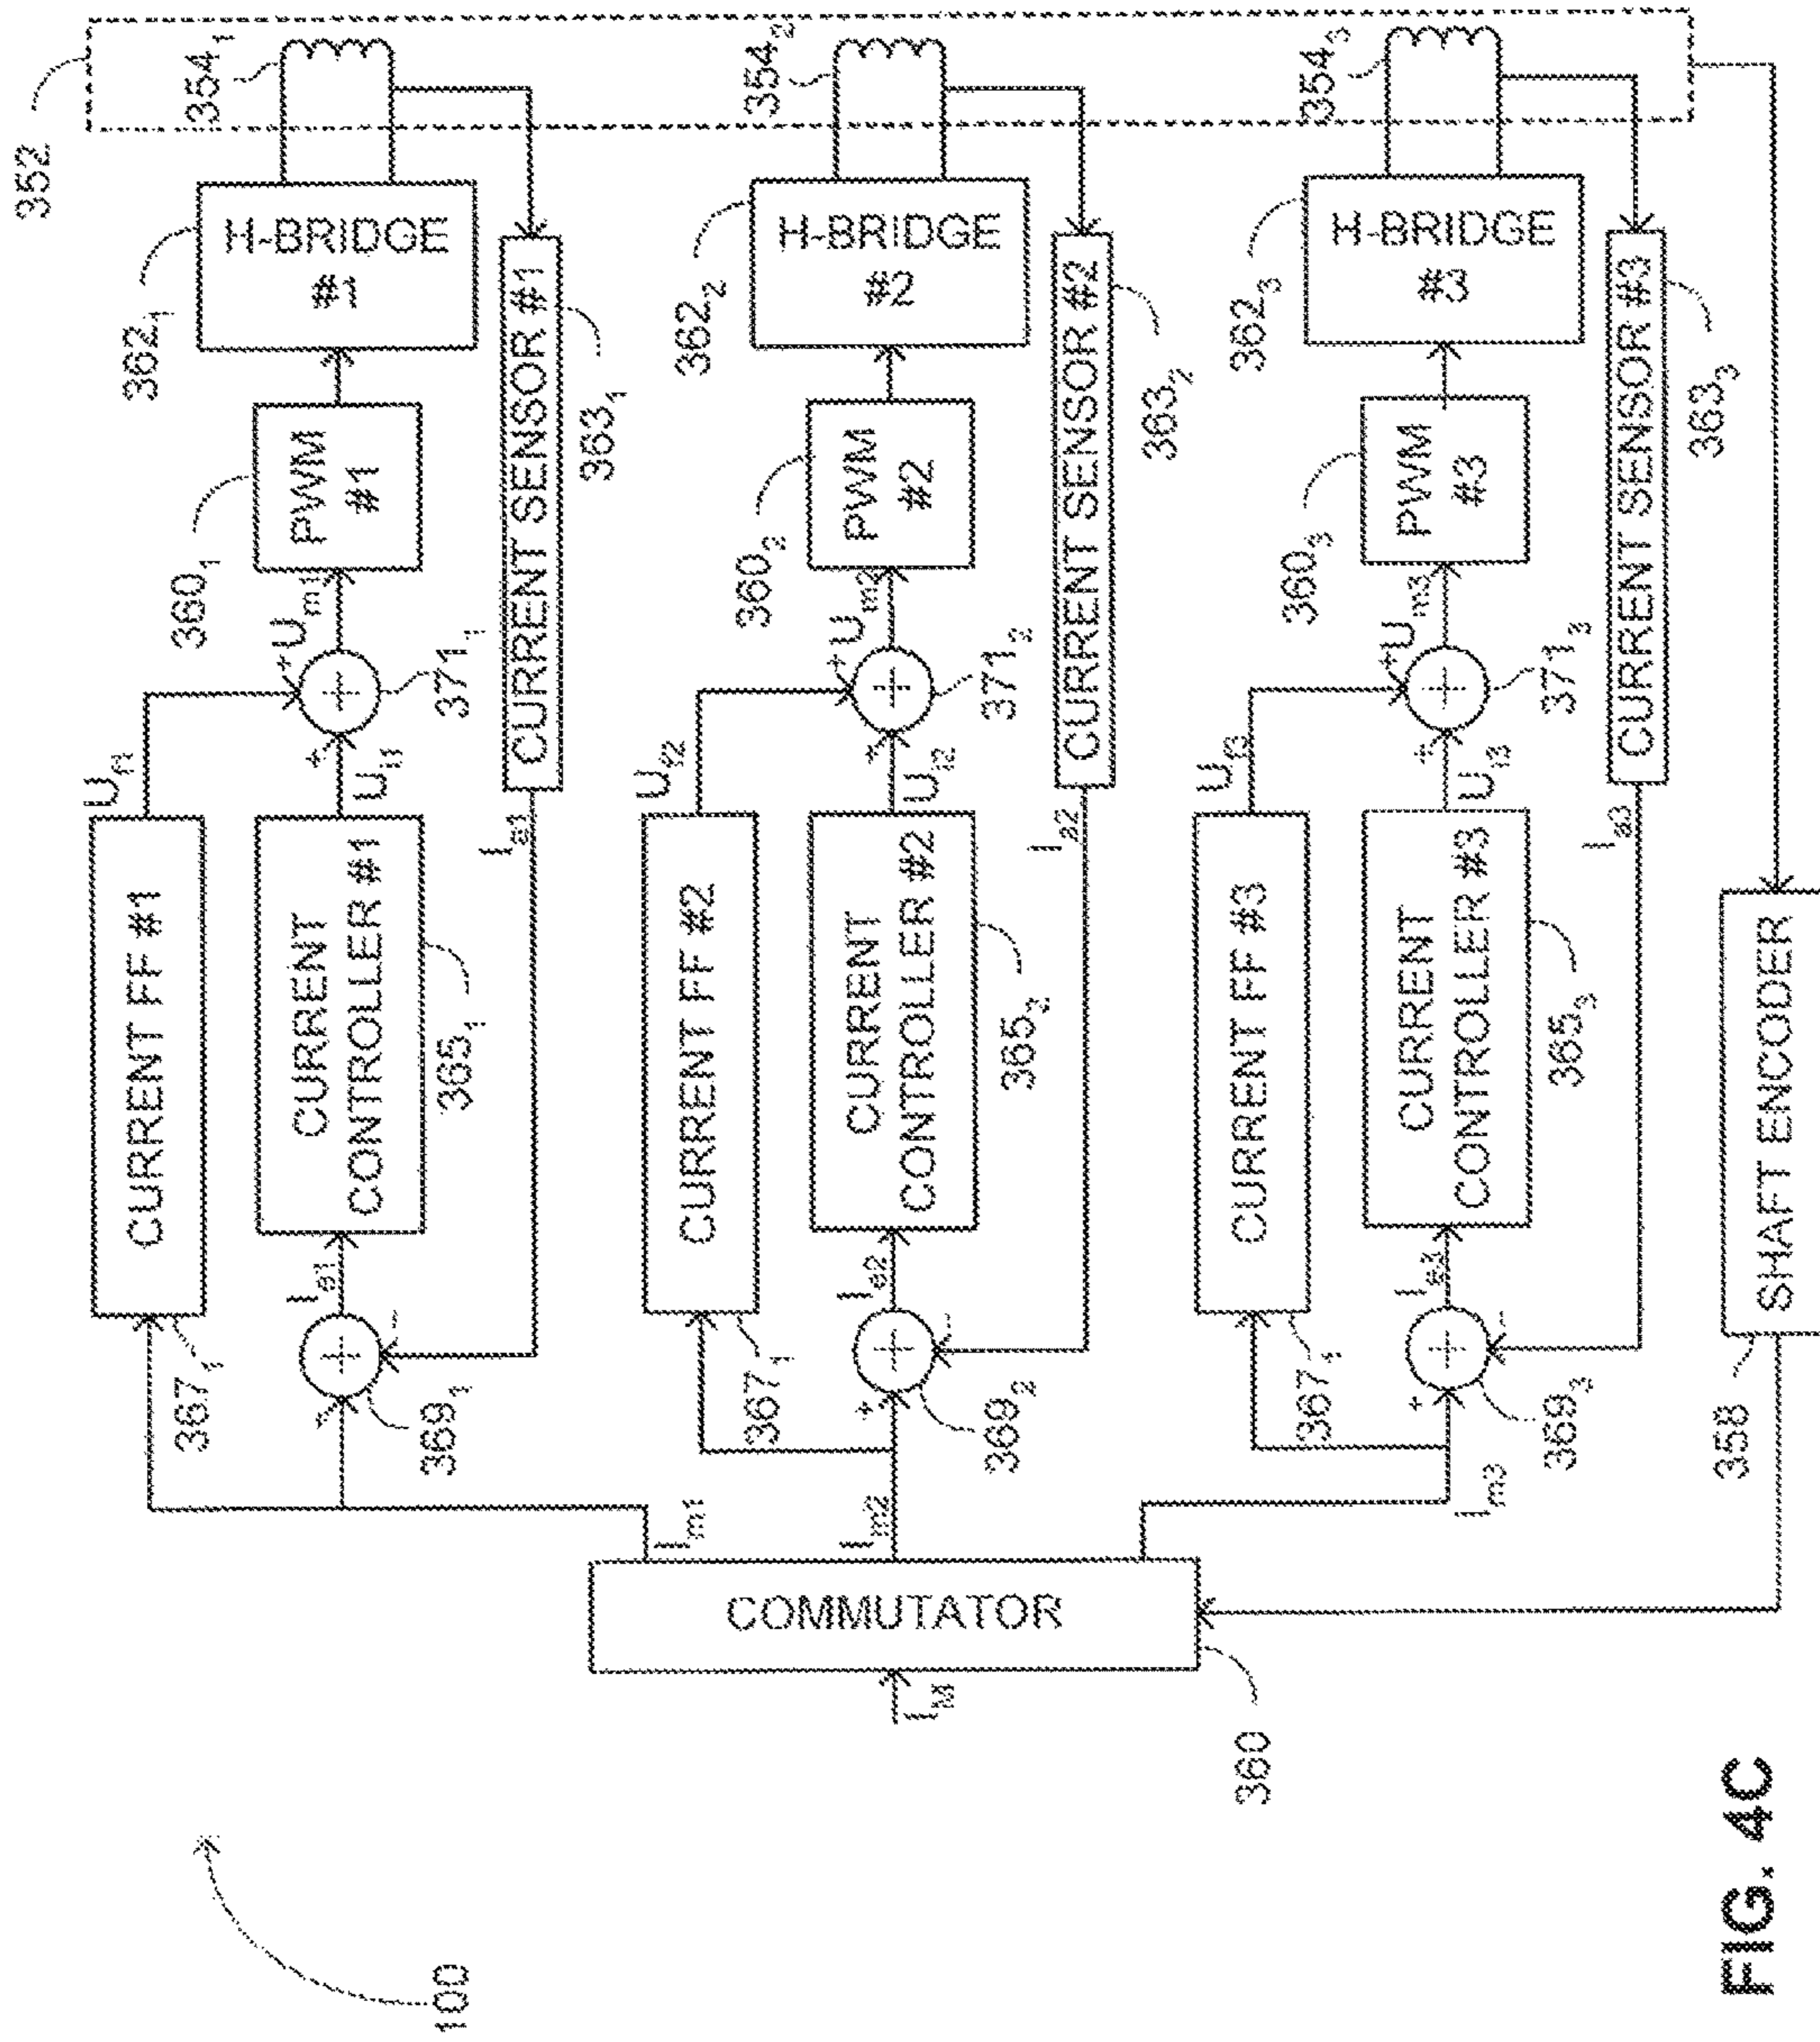 352
354₁
362₁
H-BRIDGE
#1
360₁
PWM
#1
+
U_m1
371₁
+
U_f1
U_i1
363₁
CURRENT SENSOR #1
I_a1
CURRENT FF #1
367₁
CURRENT
CONTROLLER #1
365₁
I_e1
369₁
-
I_m1
354₂
362₂
H-BRIDGE
#2
360₂
PWM
#2
+
U_m2
371₂
U_f2
U_i2
363₂
CURRENT SENSOR #2
I_a2
CURRENT FF #2
367₁
CURRENT
CONTROLLER #2
365₂
I_e2
369₂
+
-
I_m2
354₃
362₃
H-BRIDGE
#3
360₃
PWM
#3
+
U_m3
371₃
+
U_f3
U_i3
363₃
CURRENT SENSOR #3
I_a3
CURRENT FF #3
367₁
CURRENT
CONTROLLER #3
365₃
I_e3
369₃
+
-
I_m3
COMMUTATOR
I_M
360
SHAFT ENCODER
358
100
FIG. 4C